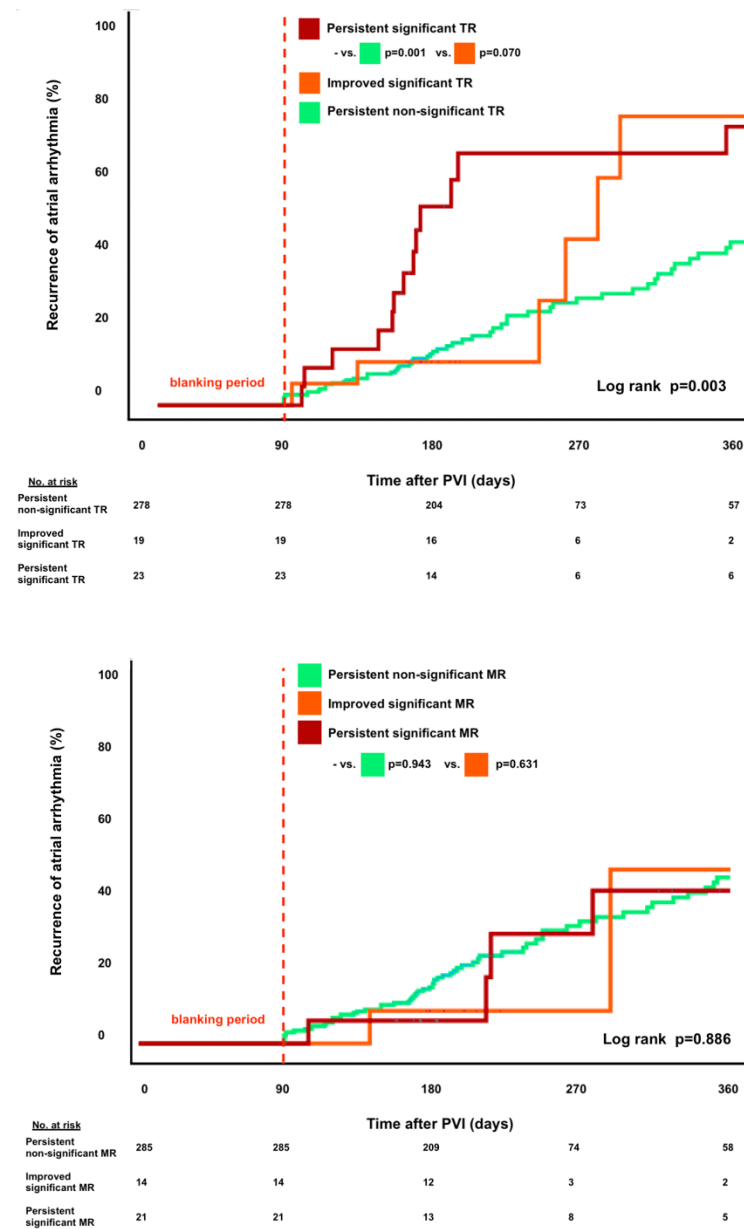 100
80
60
40
20
0
Recurrence of atrial arrhythmia (%)
Persistent significant TR
- vs. p=0.001 vs. p=0.070
Improved significant TR
Persistent non-significant TR
blanking period
Log rank p=0.003
0 90 180 270 360
Time after PVI (days)
No. at risk
Persistent
non-significant TR 278 278 204 73 57
Improved
significant TR 19 19 16 6 2
Persistent
significant TR 23 23 14 6 6
100
80
60
40
20
0
Recurrence of atrial arrhythmia (%)
Persistent non-significant MR
Improved significant MR
Persistent significant MR
- vs. p=0.943 vs. p=0.631
blanking period
Log rank p=0.886
0 90 180 270 360
Time after PVI (days)
No. at risk
Persistent
non-significant MR 285 285 209 74 58
Improved
significant MR 14 14 12 3 2
Persistent
significant MR 21 21 13 8 5